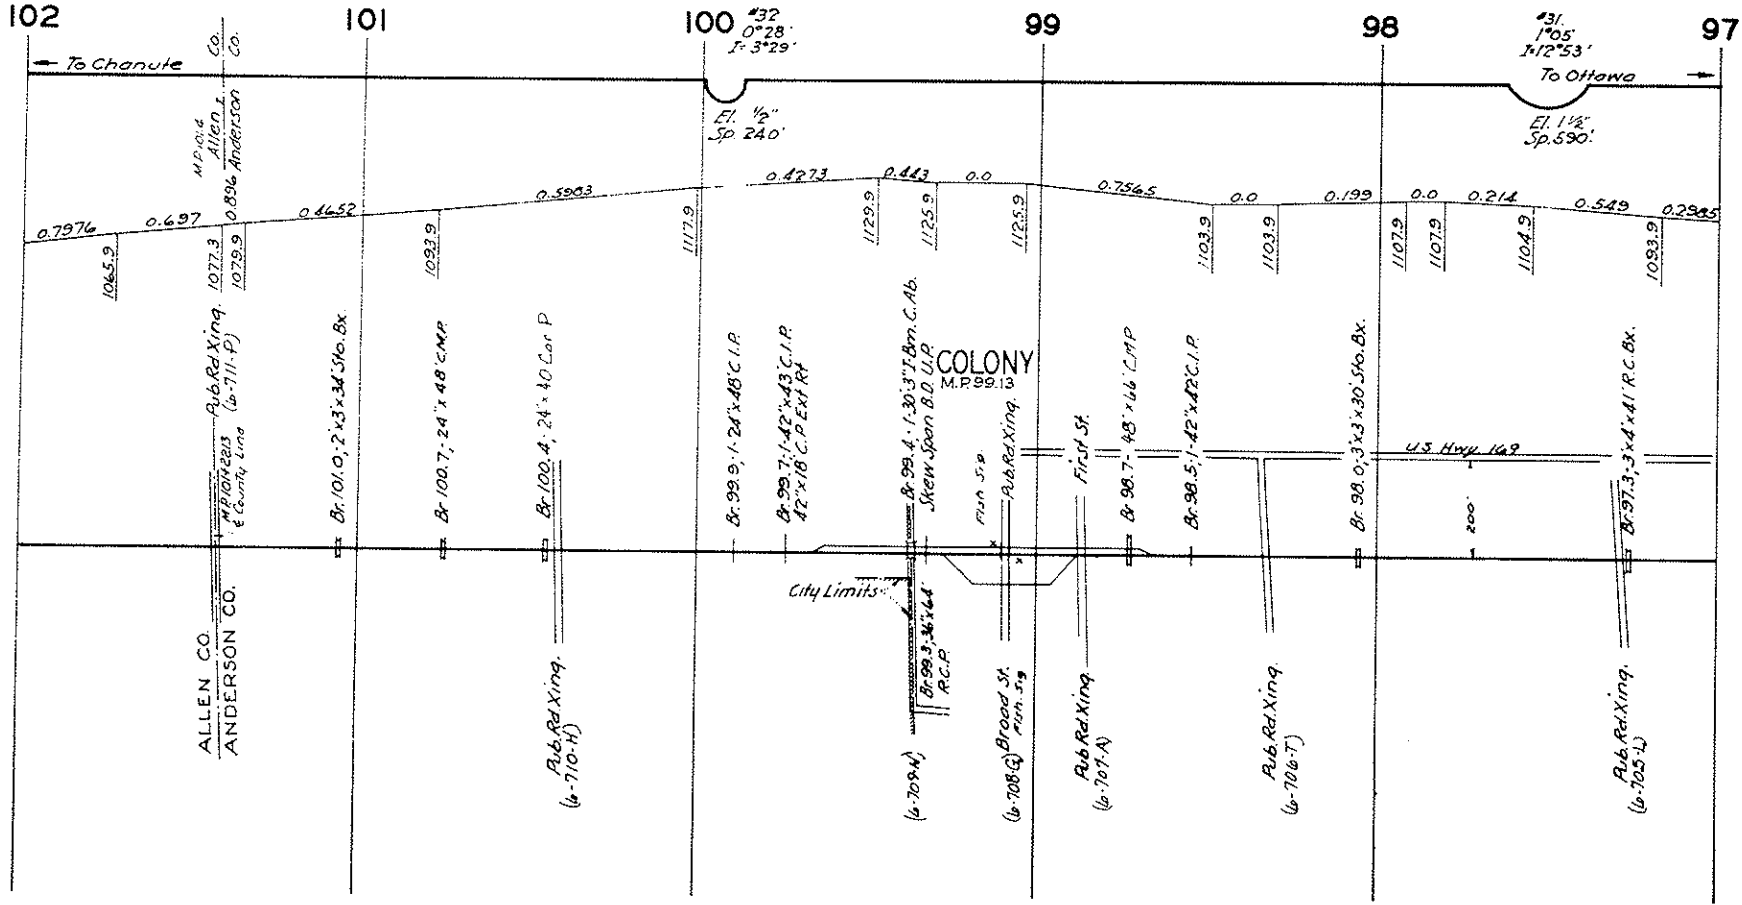 102
101
100
99
98
97
#32
0°28'
I=3°29'
#31.
1°05'
I=12°53'
← To Chanute
To Ottawa →
El. 1/2"
Sp. 240'
El. 1 1/2"
Sp. 590'
M.P. 101.4
Allen Co.
Anderson Co.
0.7976
0.697
0.896
0.4652
0.5983
0.4273
0.443
0.0
0.7565
0.0
0.199
0.0
0.214
0.549
0.2985
1065.9
1077.3
1079.9
1093.9
1117.9
1129.9
1125.9
1125.9
1103.9
1103.9
1107.9
1107.9
1104.9
1093.9
Pub.Rd.Xing.
(6-711-P)
M.P. 101+2213
¢ County Line
Br. 101.0; 2'x3'x34' Sto. Bx.
Br. 100.7; - 24"x48' C.M.P.
Br 100.4; 24"x40 Cor P
Br. 99.9; 1-24"x48' C.I.P.
Br. 99.7; 1-42"x43' C.I.P.
42"x18' C.P. Ext Rt
Br. 99.4; 1-30'3" I-Bm. C. Ab.
Skew Span B.D. U.P.
COLONY
M.P. 99.13
Fish Sig.
Pub.Rd.Xing.
First St.
Br 98.7 - 48"x66' CMP
Br. 98.5; 1-42"x42' C.I.P.
Br. 98.0; 3'x3'x30' Sto. Bx.
U.S. Hwy. 169
200'
Br. 97.3; 3'x4'x41' R.C. Bx.
City Limits
Br. 99.3; 36"x64'
R.C.P.
ALLEN CO.
ANDERSON CO.
Pub.Rd.Xing.
(6-710-H)
(6-709-N)
Broad St.
Fish. Sig
(6-708-G)
Pub.Rd.Xing.
(6-707-A)
Pub.Rd.Xing.
(6-706-T)
Pub.Rd.Xing.
(6-705-L)